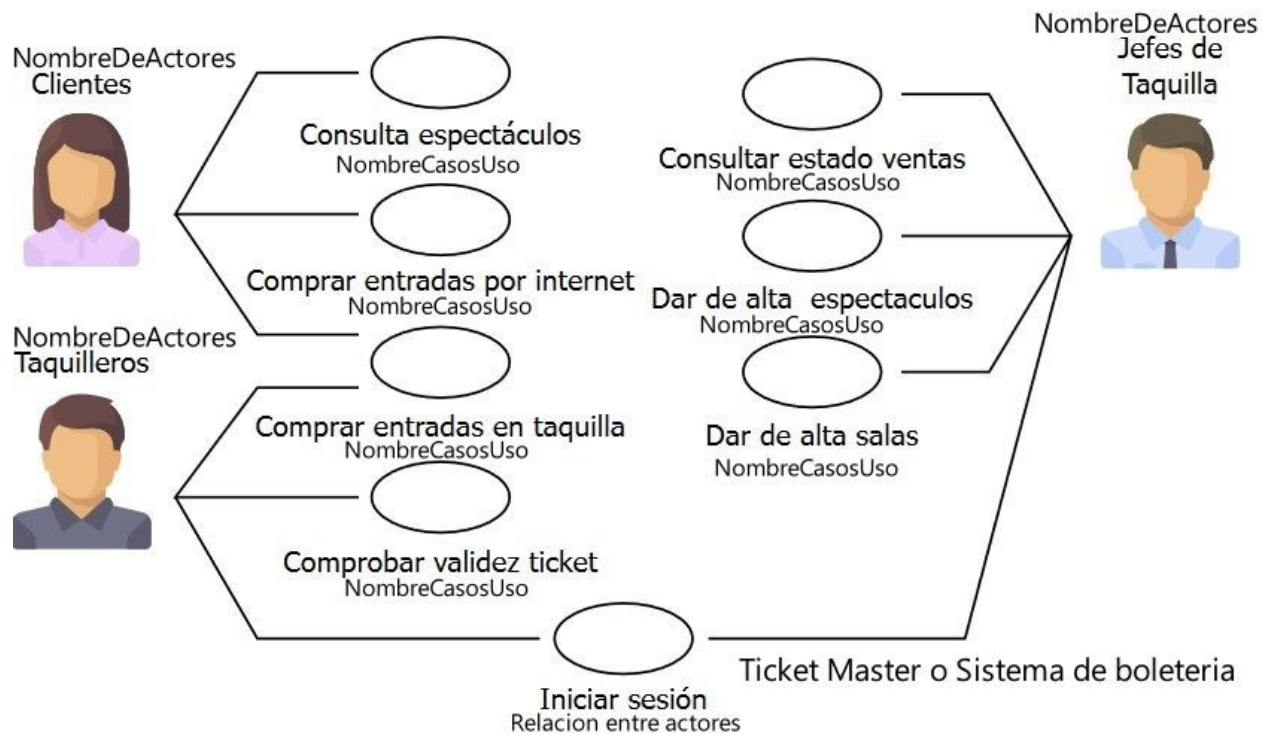 NombreDeActores
Clientes
Consulta espectáculos
NombreCasosUso
Comprar entradas por internet
NombreCasosUso
NombreDeActores
Taquilleros
Comprar entradas en taquilla
NombreCasosUso
Comprobar validez ticket
NombreCasosUso
NombreDeActores
Jefes de
Taquilla
Consultar estado ventas
NombreCasosUso
Dar de alta  espectaculos
NombreCasosUso
Dar de alta salas
NombreCasosUso
Iniciar sesión
Relacion entre actores
Ticket Master o Sistema de boleteria